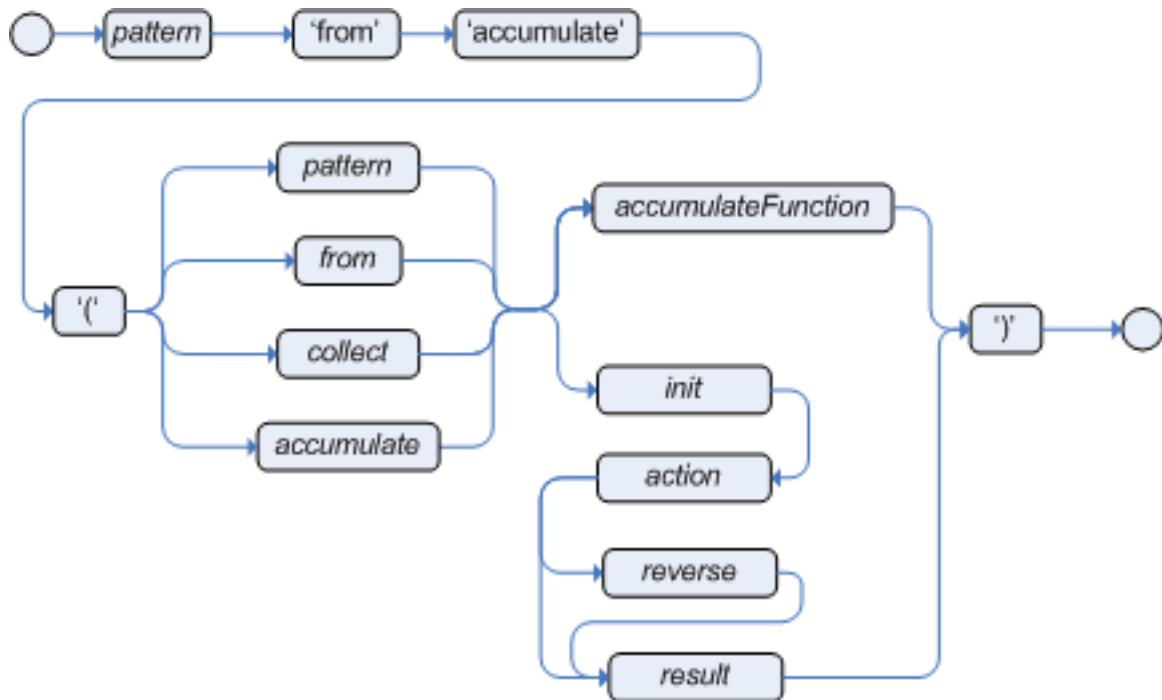 pattern
‘from’
‘accumulate’
pattern
accumulateFunction
from
‘(‘
‘)’
collect
init
accumulate
action
reverse
result